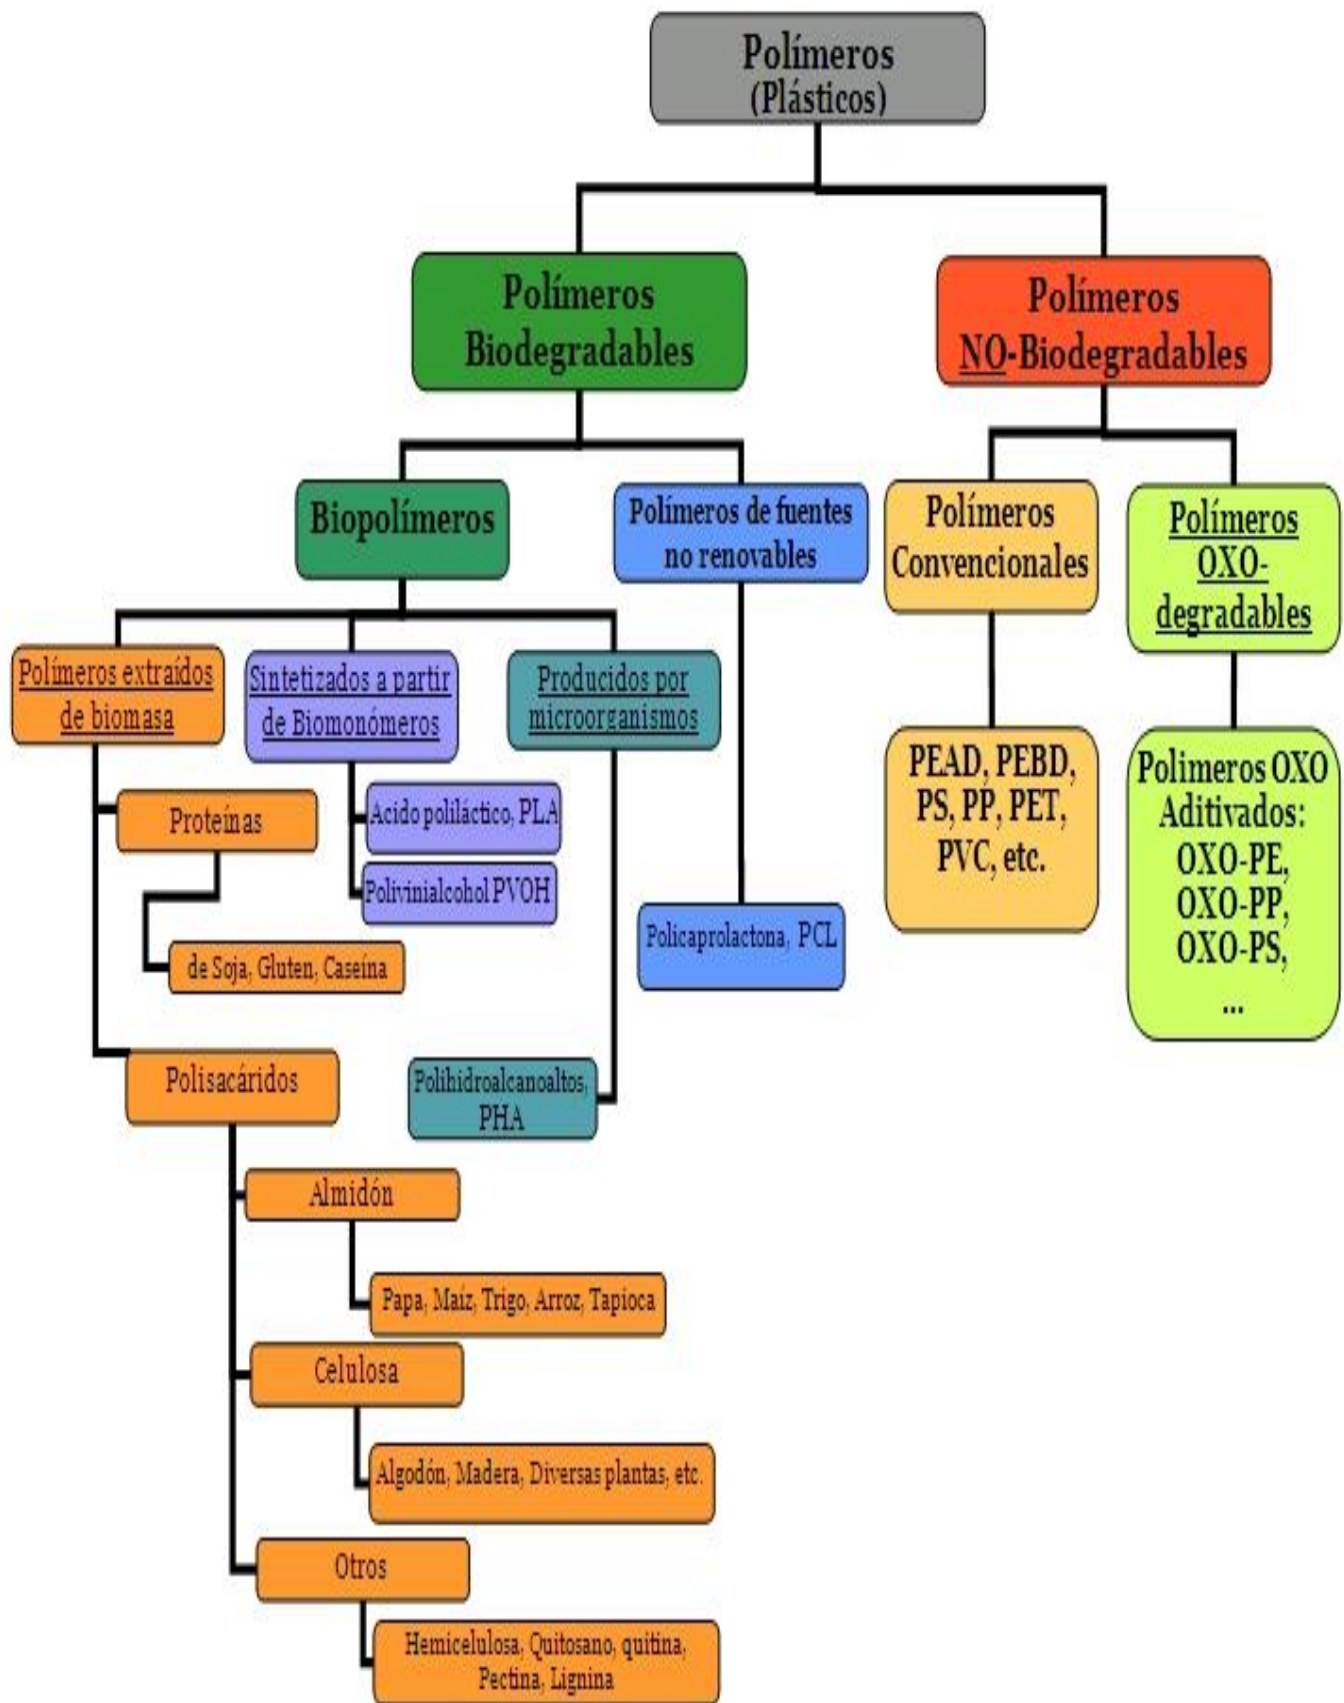 Polímeros
(Plásticos)
Polímeros
Biodegradables
Polímeros
NO-Biodegradables
Biopolímeros
Polímeros de fuentes
no renovables
Polímeros
Convencionales
Polímeros
OXO-
degradables
Polímeros extraídos
de biomasa
Sintetizados a partir
de Biomonómeros
Producidos por
microorganismos
PEAD, PEBD,
PS, PP, PET,
PVC, etc.
Polimeros OXO
Aditivados:
OXO-PE,
OXO-PP,
OXO-PS,
...
Proteínas
Acido poliláctico, PLA
Polivinialcohol PVOH
Policaprolactona, PCL
de Soja, Gluten, Caseína
Polisacáridos
Polihidroalcanoaltos,
PHA
Almidón
Papa, Maíz, Trigo, Arroz, Tapioca
Celulosa
Algodón, Madera, Diversas plantas, etc.
Otros
Hemicelulosa, Quitosano, quitina,
Pectina, Lignina